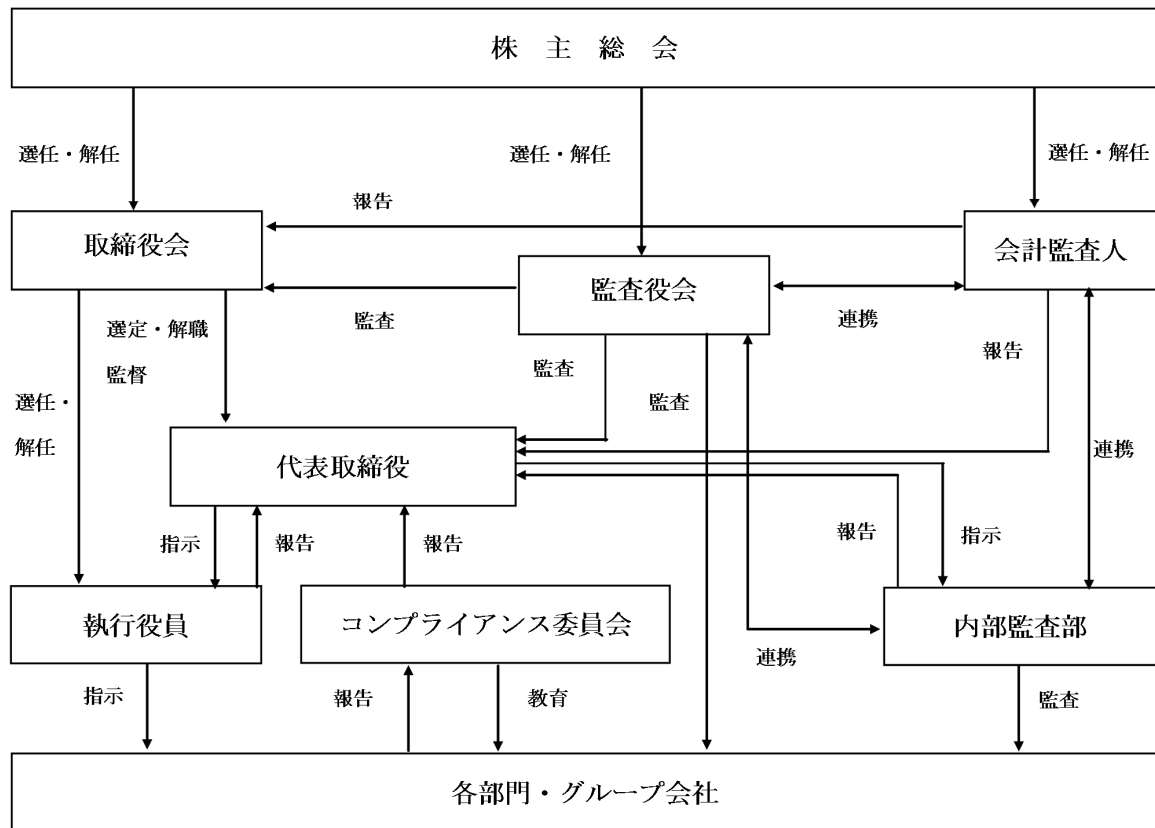 株 主 総 会
選任・解任
選任・解任
選任・解任
報告
取締役会
会計監査人
監査役会
監査
連携
選定・解職
監督
報告
監査
監査
選任・
解任
連携
代表取締役
指示
報告
報告
報告
指示
執行役員
コンプライアンス委員会
内部監査部
連携
指示
報告
教育
監査
各部門・グループ会社